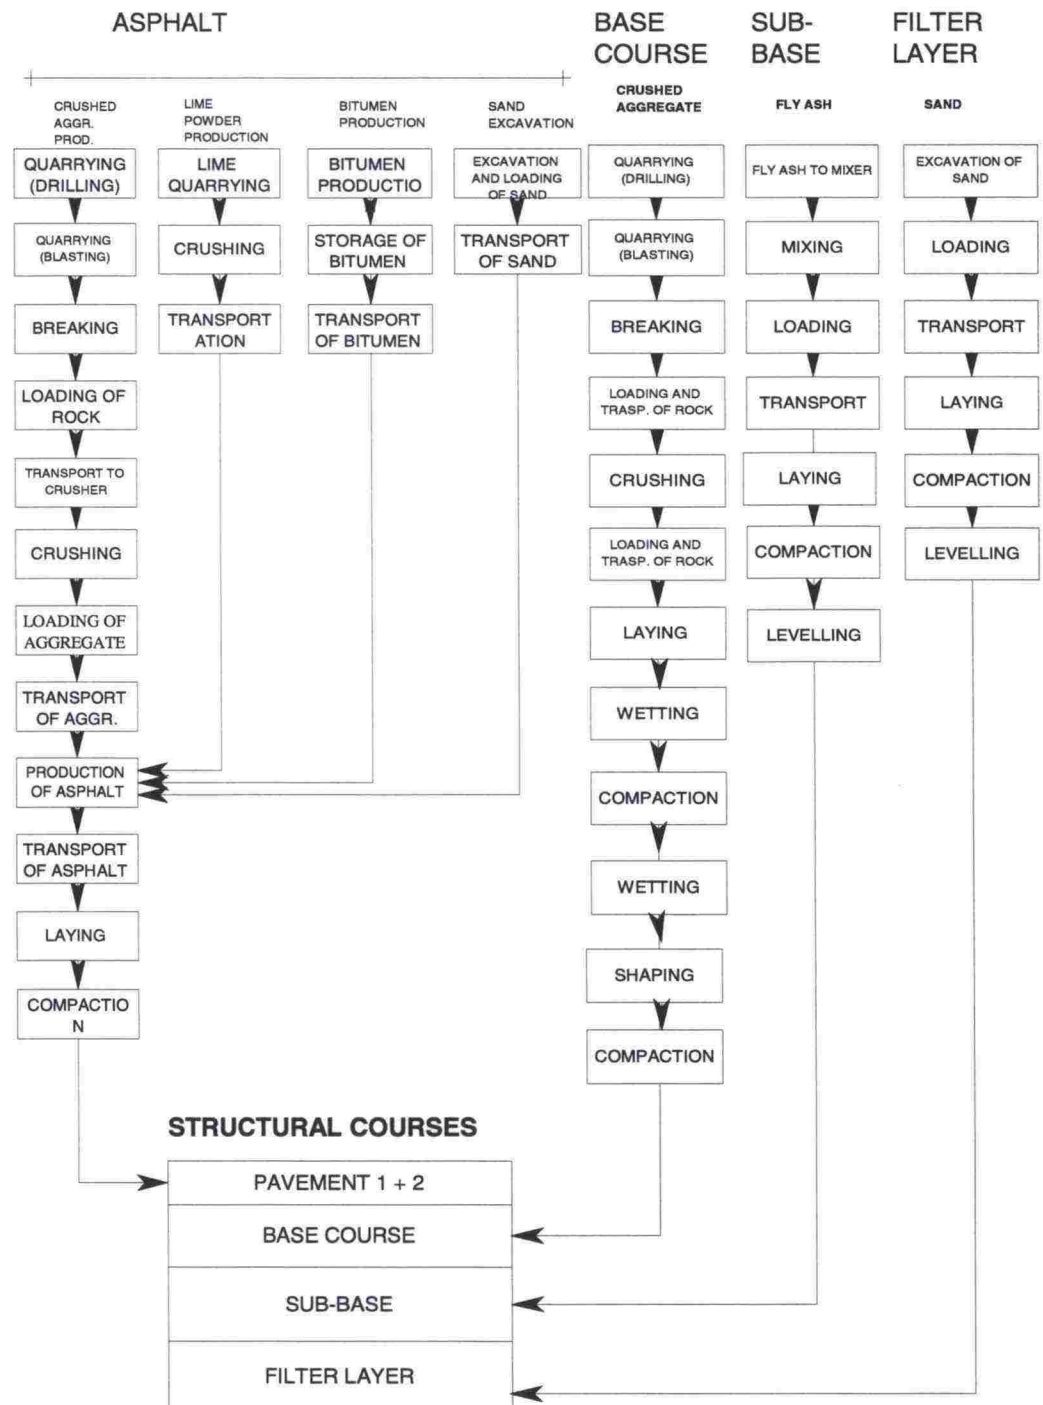 ASPHALT
BASE
COURSE
SUB-
BASE
FILTER
LAYER
CRUSHED
AGGR.
PROD.
LIME
POWDER
PRODUCTION
BITUMEN
PRODUCTION
SAND
EXCAVATION
CRUSHED
AGGREGATE
FLY ASH
SAND
QUARRYING
(DRILLING)
QUARRYING
(BLASTING)
BREAKING
LOADING OF
ROCK
TRANSPORT TO
CRUSHER
CRUSHING
LOADING OF
AGGREGATE
TRANSPORT
OF AGGR.
PRODUCTION
OF ASPHALT
TRANSPORT
OF ASPHALT
LAYING
COMPACTIO
N
LIME
QUARRYING
CRUSHING
TRANSPORT
ATION
BITUMEN
PRODUCTIO
STORAGE OF
BITUMEN
TRANSPORT
OF BITUMEN
EXCAVATION
AND LOADING
OF SAND
TRANSPORT
OF SAND
QUARRYING
(DRILLING)
QUARRYING
(BLASTING)
BREAKING
LOADING AND
TRASP. OF ROCK
CRUSHING
LOADING AND
TRASP. OF ROCK
LAYING
WETTING
COMPACTION
WETTING
SHAPING
COMPACTION
FLY ASH TO MIXER
MIXING
LOADING
TRANSPORT
LAYING
COMPACTION
LEVELLING
EXCAVATION OF
SAND
LOADING
TRANSPORT
LAYING
COMPACTION
LEVELLING
STRUCTURAL COURSES
PAVEMENT 1 + 2
BASE COURSE
SUB-BASE
FILTER LAYER